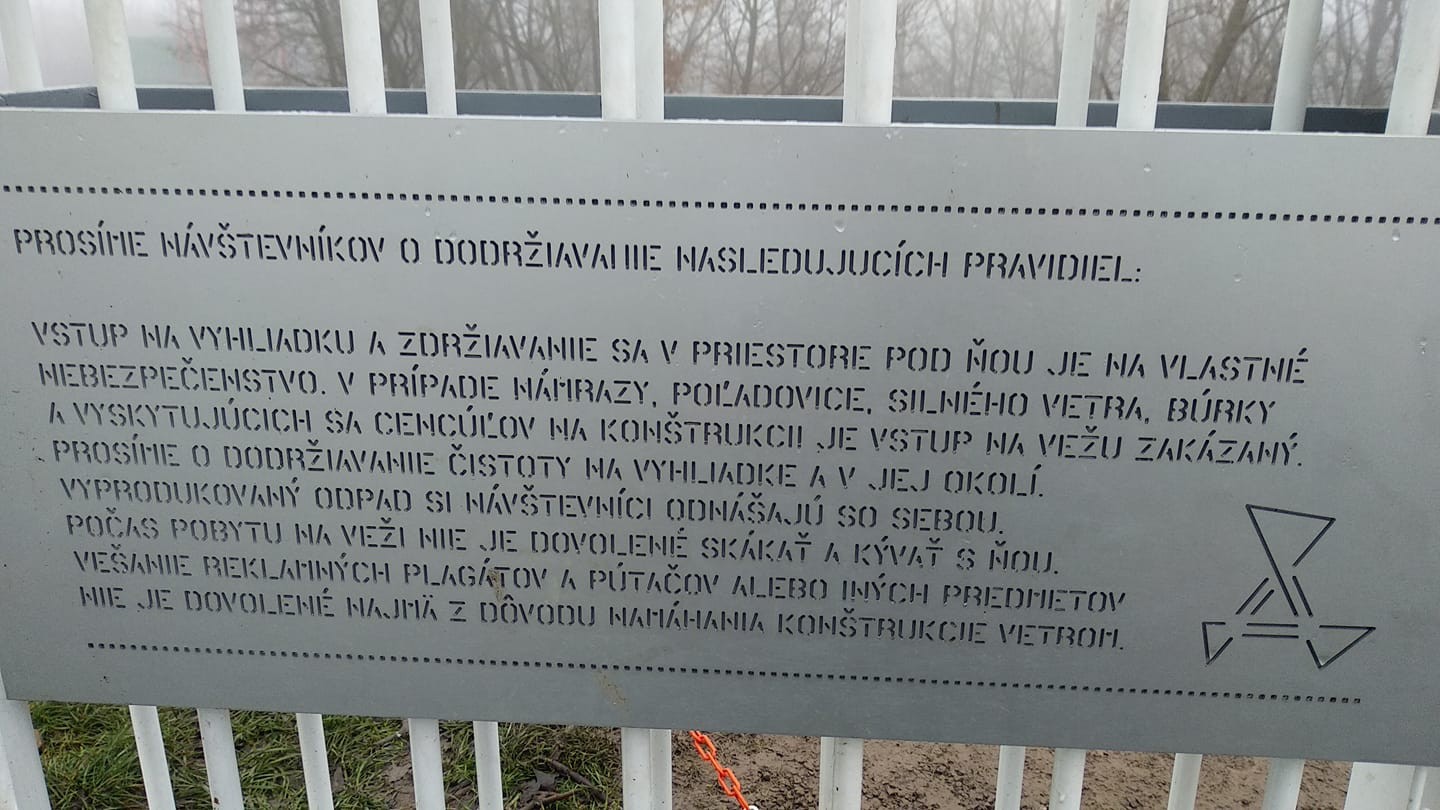 PROSÍME NÁVŠTEVNÍKOV O DODRŽIAVANIE NASLEDUJUCÍCH PRAVIDIEL:
VSTUP NA VYHLIADKU A ZDRŽIAVANIE SA V PRIESTORE POD ŇOU JE NA VLASTNÉ
NEBEZPEČENSTVO. V PRÍPADE NÁMRAZY, POĽADOVICE, SILNÉHO VETRA, BÚRKY
A VYSKYTUJÚCICH SA CENCÚĽOV NA KONŠTRUKCII JE VSTUP NA VEŽU ZAKÁZANÝ.
PROSÍME O DODRŽIAVANIE ČISTOTY NA VYHLIADKE A V JEJ OKOLÍ.
VYPRODUKOVANÝ ODPAD SI NÁVŠTEVNÍCI ODNÁŠAJÚ SO SEBOU.
POČAS POBYTU NA VEŽI NIE JE DOVOLENÉ SKÁKAŤ A KÝVAŤ S ŇOU.
VEŠANIE REKLAMNÝCH PLAGÁTOV A PÚTAČOV ALEBO INÝCH PREDMETOV
NIE JE DOVOLENÉ NAJMÄ Z DÔVODU NAMÁHANIA KONŠTRUKCIE VETROM.